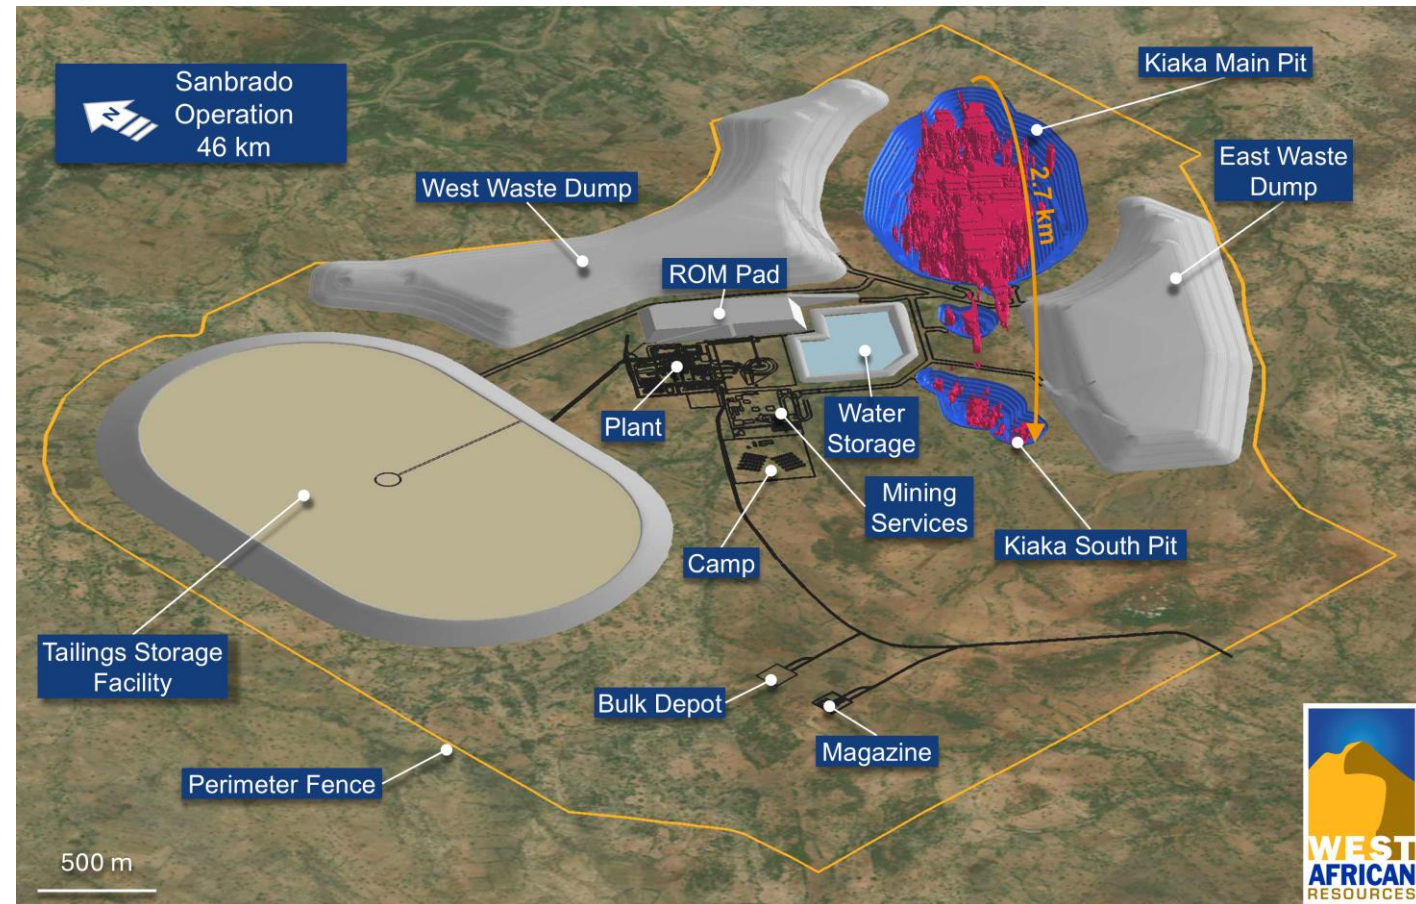 Sanbrado
Operation
46 km
N
Kiaka Main Pit
East Waste
Dump
West Waste Dump
2.7 km
ROM Pad
Plant
Water
Storage
Mining
Services
Kiaka South Pit
Camp
Tailings Storage
Facility
Bulk Depot
Magazine
Perimeter Fence
500 m
WEST
AFRICAN
RESOURCES